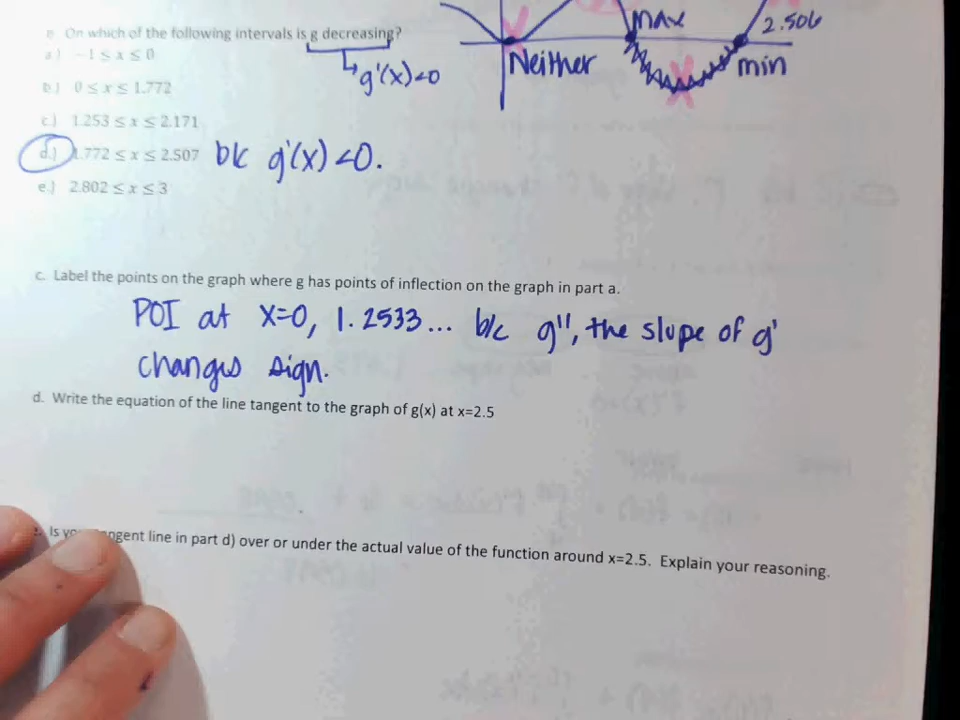 max
2.506
On which of the following intervals is g decreasing?
Neither
min
a.) −1 ≤ x ≤ 0
g'(x)<0
b.) 0 ≤ x ≤ 1.772
c.) 1.253 ≤ x ≤ 2.171
d.) 1.772 ≤ x ≤ 2.507 b/c g'(x) <0.
e.) 2.802 ≤ x ≤ 3
c. Label the points on the graph where g has points of inflection on the graph in part a.
POI at x=0, 1.2533... b/c g'', the slope of g'
changes sign.
d. Write the equation of the line tangent to the graph of g(x) at x=2.5
Is tangent line in part d) over or under the actual value of the function around x=2.5. Explain your reasoning.